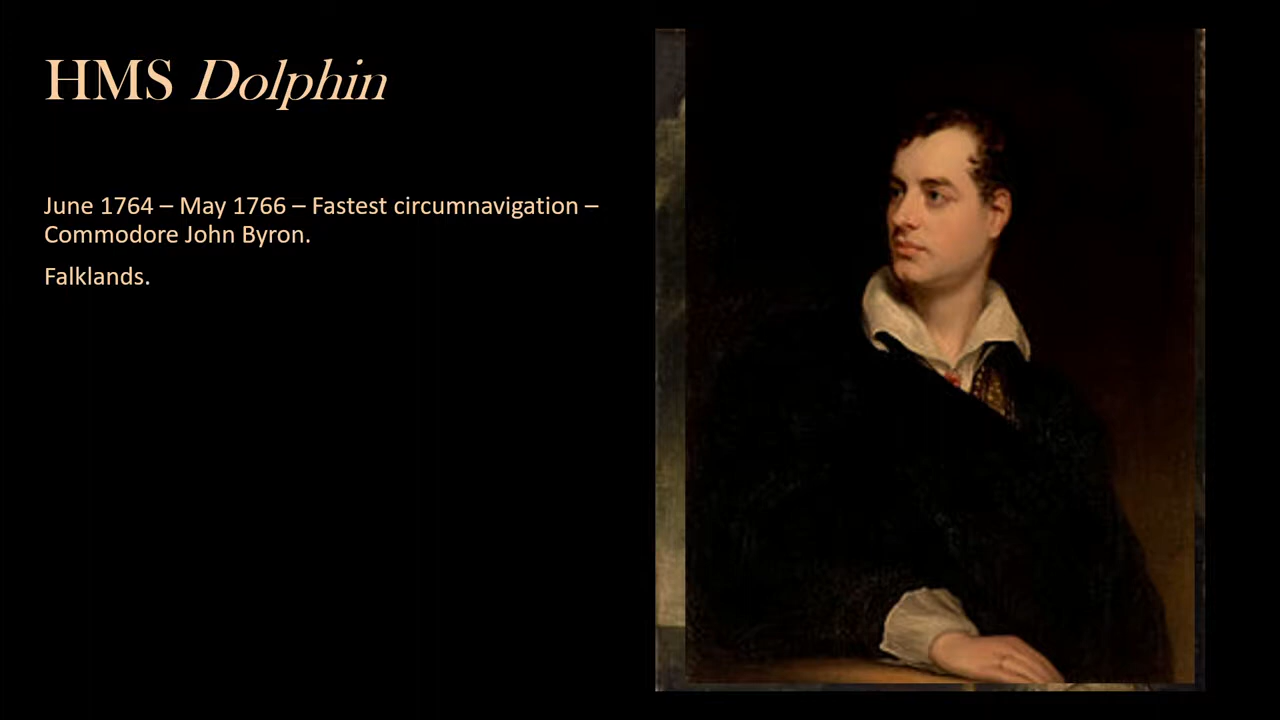 HMS Dolphin
June 1764 – May 1766 – Fastest circumnavigation –
Commodore John Byron.
Falklands.